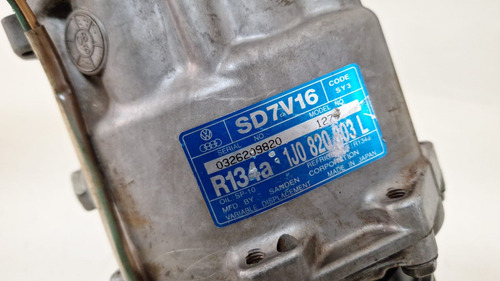 SD7V16
CODE
SY3
SERIAL NO
MODEL NO
0326209820
R134a
1J0 820 803 L
OIL. SP-10
REFRIGERANT: R134a
MFD BY SANDEN CORPORATION
VARIABLE DISPLACEMENT MADE IN JAPAN